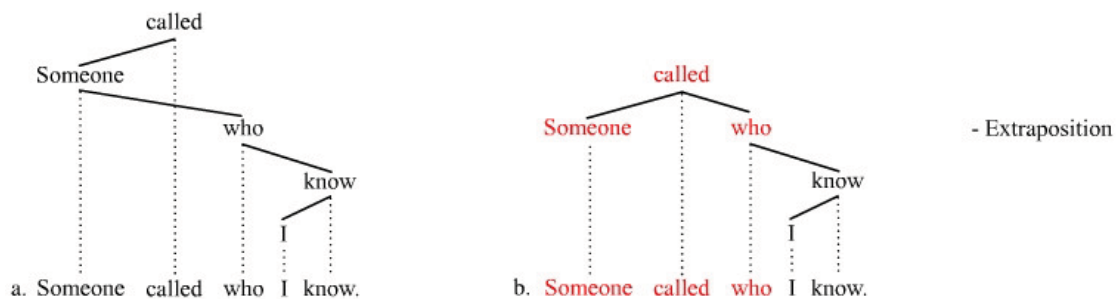 called
called
Someone
Someone
who
who
- Extraposition
know
know
I
I
a. Someone called who I know.
b. Someone called who I know.